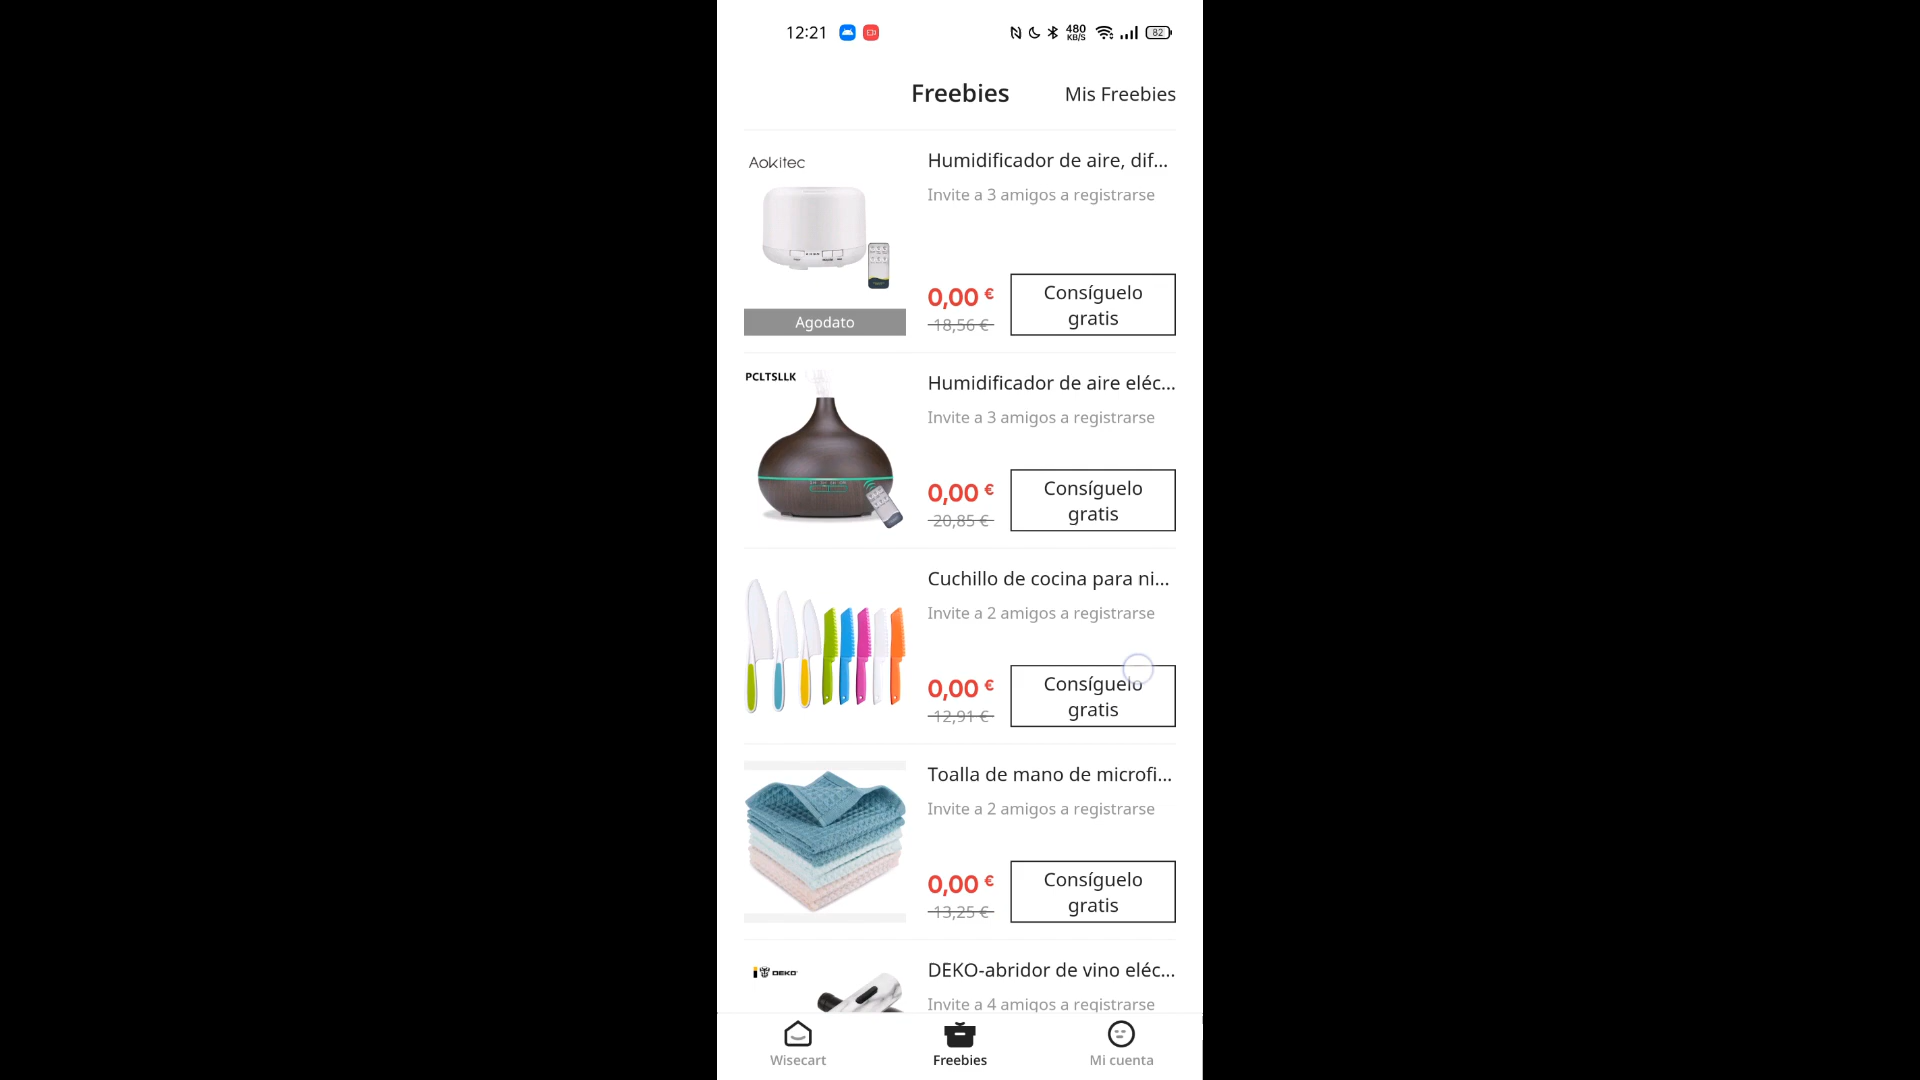 12:21
480
KB/S
82
Freebies
Mis Freebies
Aokitec
Humidificador de aire, dif...
Invite a 3 amigos a registrarse
0,00 €
18,56 €
Consíguelo
gratis
Agodato
PCLTSLLK
Humidificador de aire eléc...
Invite a 3 amigos a registrarse
0,00 €
20,85 €
Consíguelo
gratis
Cuchillo de cocina para ni...
Invite a 2 amigos a registrarse
0,00 €
12,91 €
Consíguelo
gratis
Toalla de mano de microfi...
Invite a 2 amigos a registrarse
0,00 €
13,25 €
Consíguelo
gratis
DEKO
DEKO-abridor de vino eléc...
Invite a 4 amigos a registrarse
Wisecart
Freebies
Mi cuenta